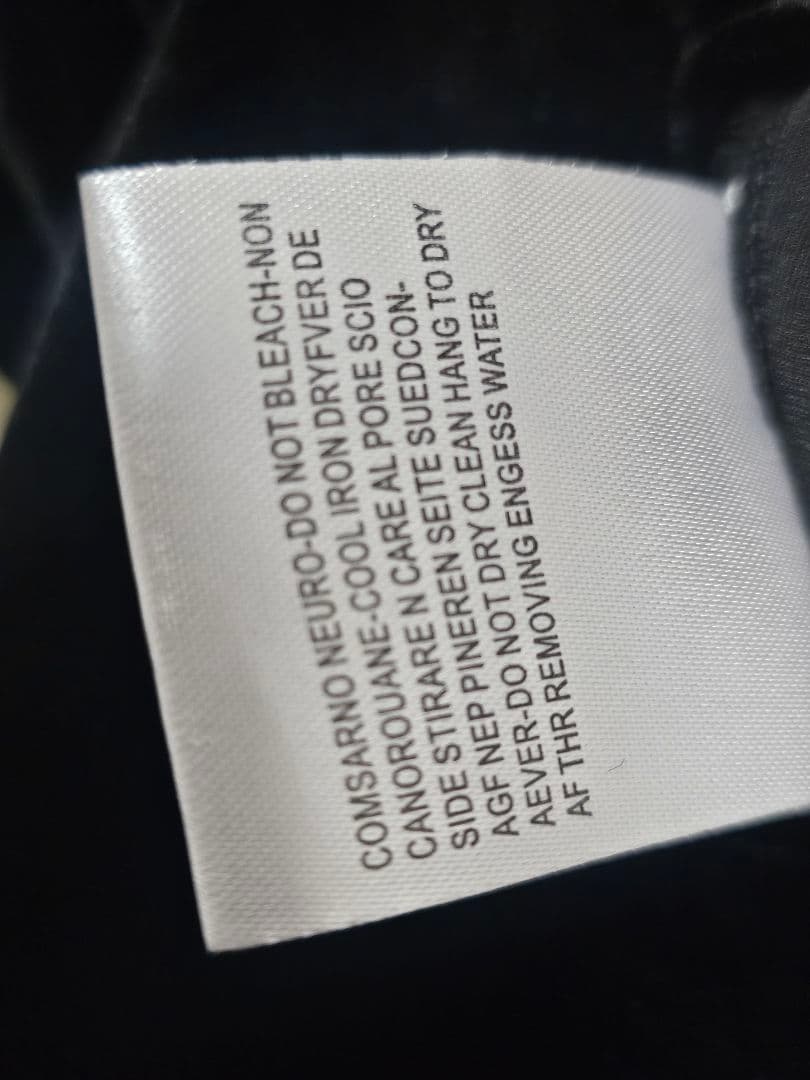 COMSARNO NEURO-DO NOT BLEACH-NON
CANOROUANE-COOL IRON DRYFVER DE
SIDE STIRARE N CARE AL PORE SCIO
AGF NEP PINEREN SEITE SUEDCON-
AEVER-DO NOT DRY CLEAN HANG TO DRY
AF THR REMOVING ENGESS WATER